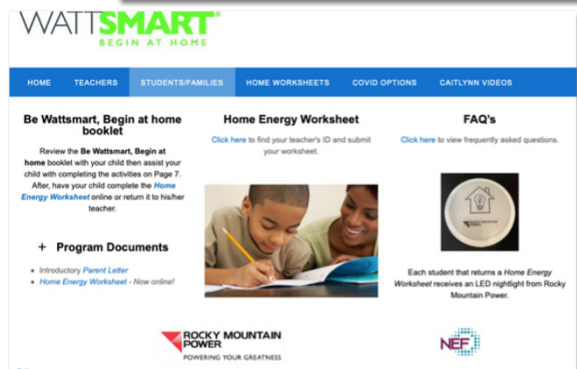 WATTSMART®
BEGIN AT HOME
HOME TEACHERS STUDENTS/FAMILIES HOME WORKSHEETS COVID OPTIONS CAITLYNN VIDEOS
Be Wattsmart, Begin at home
booklet
Review the Be Wattsmart, Begin at
home booklet with your child then assist your
child with completing the activities on Page 7.
After, have your child complete the Home
Energy Worksheet online or return it to his/her
teacher.
+ Program Documents
• Introductory Parent Letter
• Home Energy Worksheet - Now online!
Home Energy Worksheet
Click here to find your teacher's ID and submit
your worksheet.
FAQ's
Click here to view frequently asked questions.
ROCKY MOUNTAIN
POWER
Each student that returns a Home Energy
Worksheet receives an LED nightlight from Rocky
Mountain Power.
ROCKY MOUNTAIN
POWER
POWERING YOUR GREATNESS
NEF